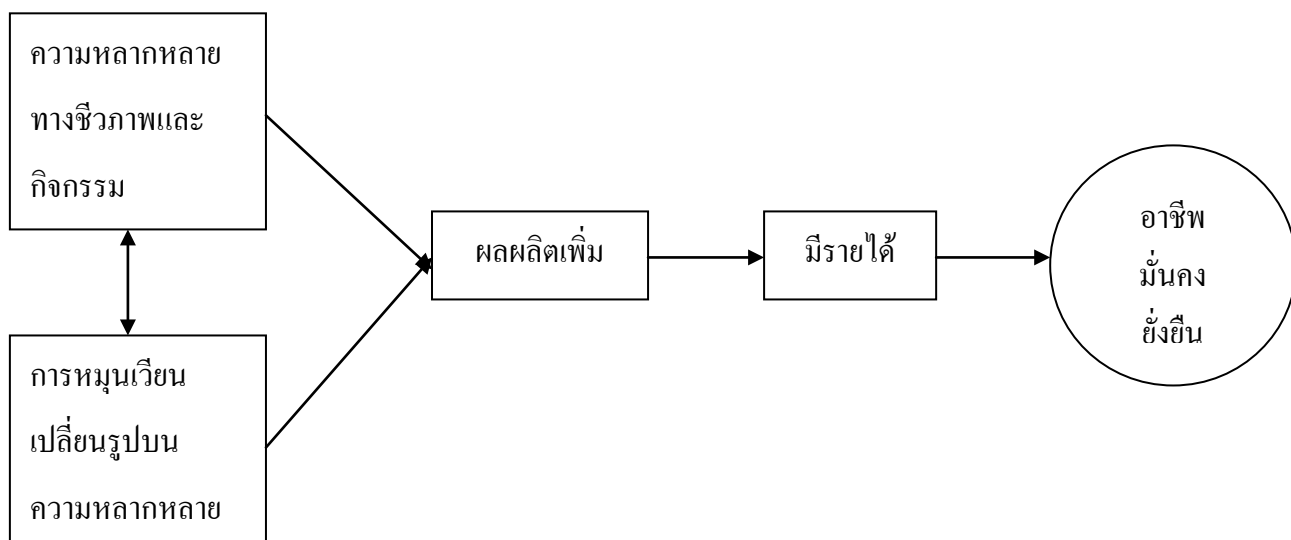 ความหลากหลาย
ทางชีวภาพและ
กิจกรรม
ผลผลิตเพิ่ม
มีรายได้
อาชีพ
มั่นคง
ยั่งยืน
การหมุนเวียน
เปลี่ยนรูปบน
ความหลากหลาย